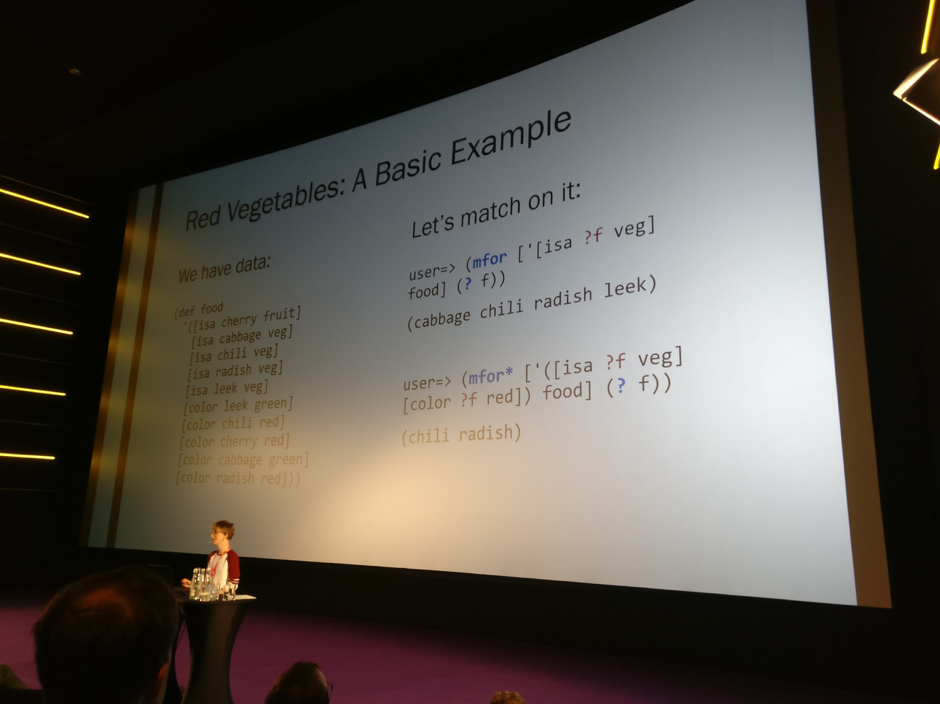 Red Vegetables: A Basic Example
We have data:
(def food
'([isa cherry fruit]
[isa cabbage veg]
[isa chili veg]
[isa radish veg]
[isa leek veg]
[color leek green]
[color chili red]
[color cherry red]
[color cabbage green]
[color radish red]))
Let's match on it:
user=> (mfor ['[isa ?f veg]
food] (? f))
(cabbage chili radish leek)
user=> (mfor* ['([isa ?f veg]
[color ?f red]) food] (? f))
(chili radish)